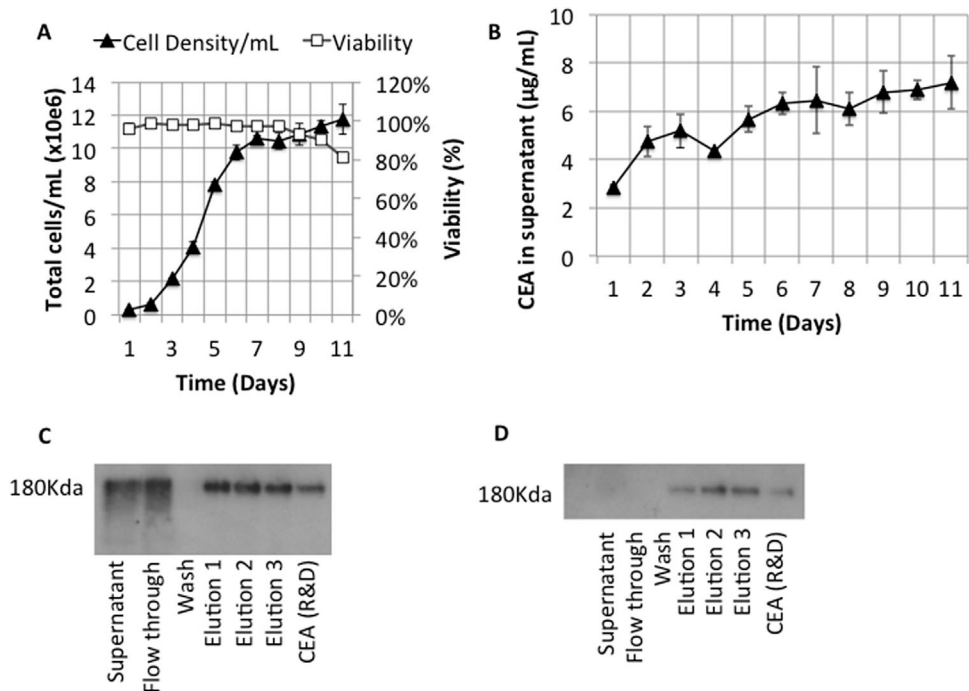 A
Cell Density/mL
Viability
14
12
10
8
6
4
2
0
120%
100%
80%
60%
40%
20%
0%
Total cells/mL (x10e6)
Viability (%)
1 3 5 7 9 11
Time (Days)
B
10
8
6
4
2
0
CEA in supernatant (µg/mL)
1 2 3 4 5 6 7 8 9 10 11
Time (Days)
C
180Kda
Supernatant
Flow through
Wash
Elution 1
Elution 2
Elution 3
CEA (R&D)
D
180Kda
Supernatant
Flow through
Wash
Elution 1
Elution 2
Elution 3
CEA (R&D)